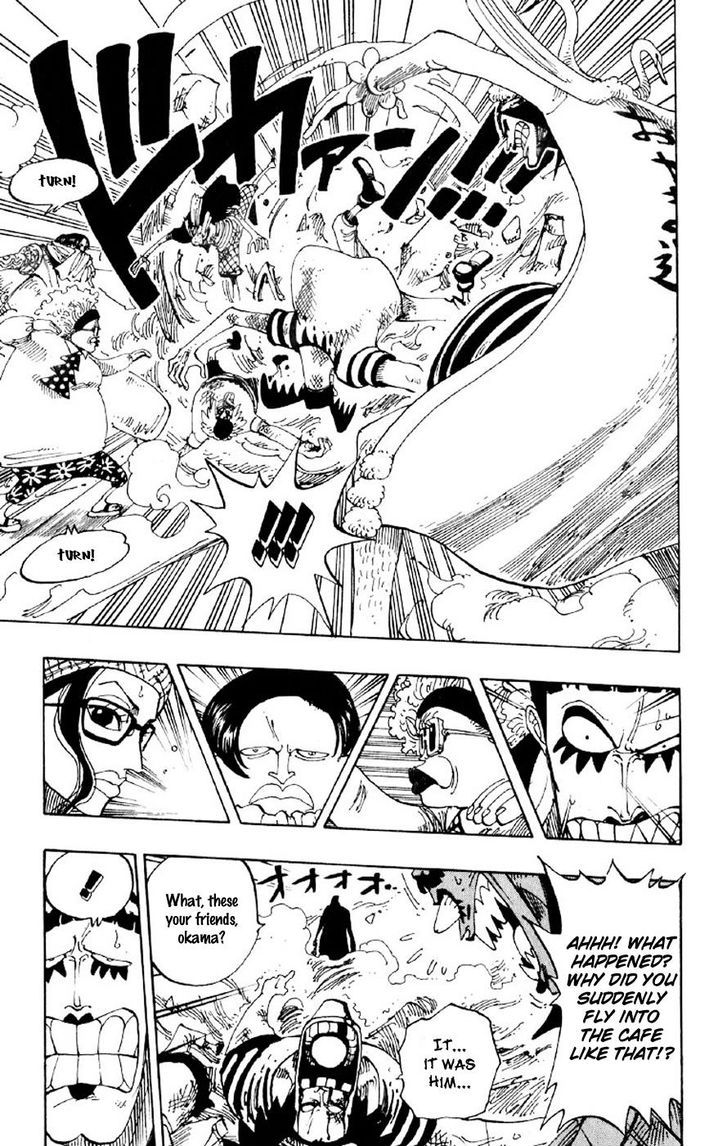 ドカァン!!!
TURN!
!!!
TURN!
AHHH! WHAT
HAPPENED?
WHY DID YOU
SUDDENLY
FLY INTO
THE CAFE
LIKE THAT!?
オオオオオ
IT...
IT WAS
HIM...
What, these
your friends,
okama?
!!